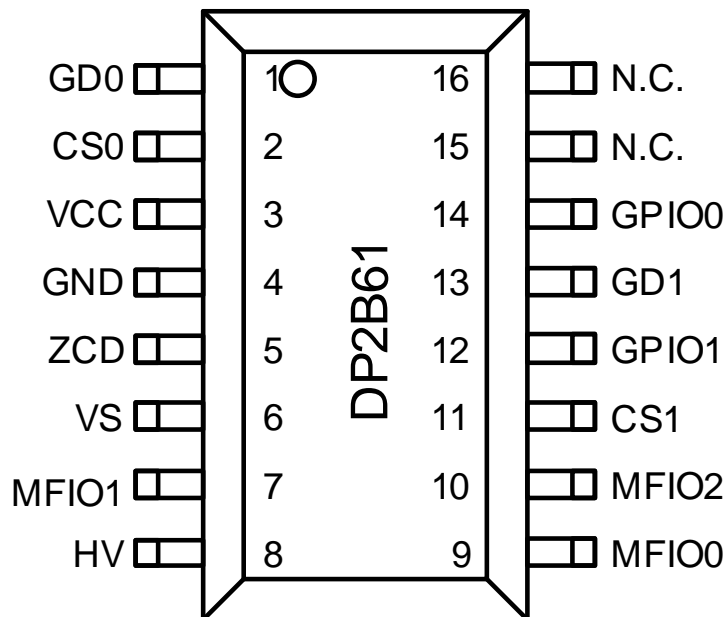 GD0 1 16 N.C.
CS0 2 15 N.C.
VCC 3 14 GPIO0
GND 4 13 GD1
ZCD 5 12 GPIO1
VS 6 11 CS1
MFIO1 7 10 MFIO2
HV 8 9 MFIO0
DP2B61